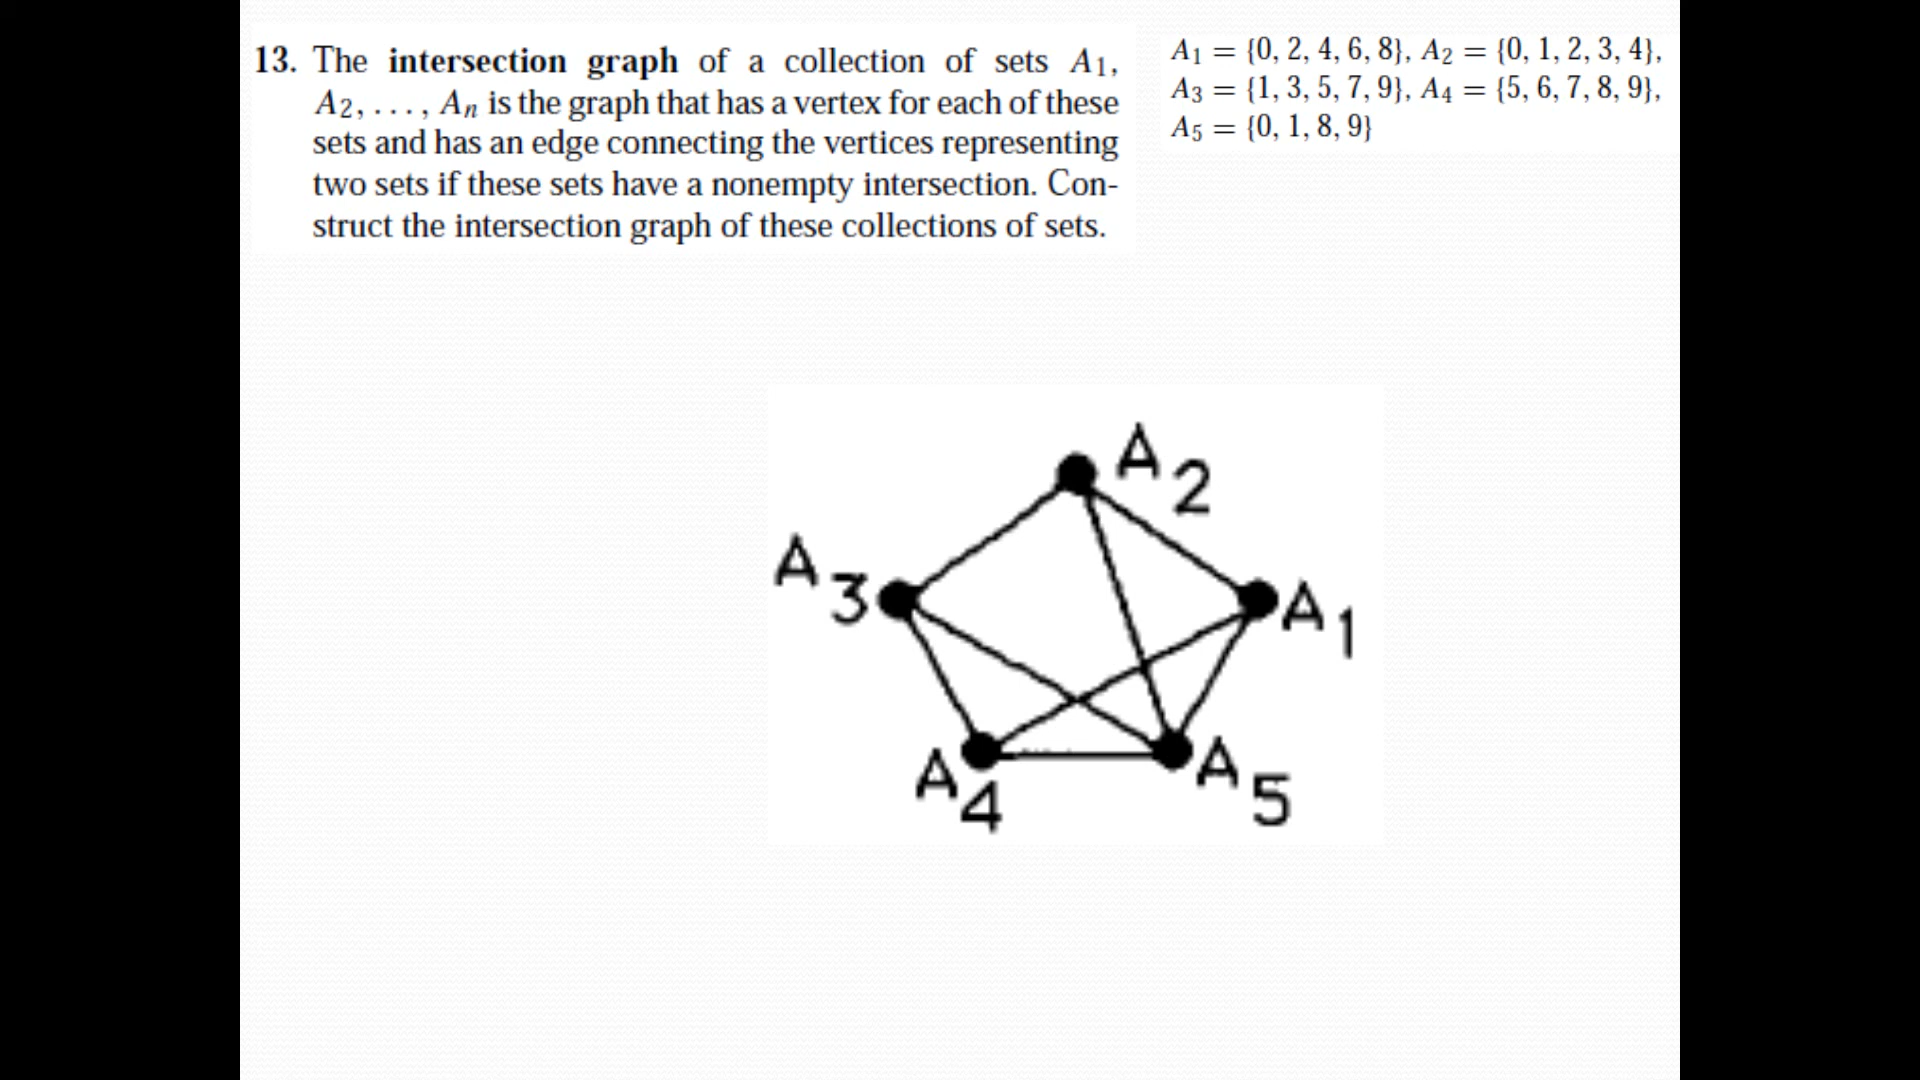 13. The intersection graph of a collection of sets A1,
A2, . . . , An is the graph that has a vertex for each of these
sets and has an edge connecting the vertices representing
two sets if these sets have a nonempty intersection. Con-
struct the intersection graph of these collections of sets.
A1 = {0, 2, 4, 6, 8}, A2 = {0, 1, 2, 3, 4},
A3 = {1, 3, 5, 7, 9}, A4 = {5, 6, 7, 8, 9},
A5 = {0, 1, 8, 9}
A2
A3
A1
A4
A5